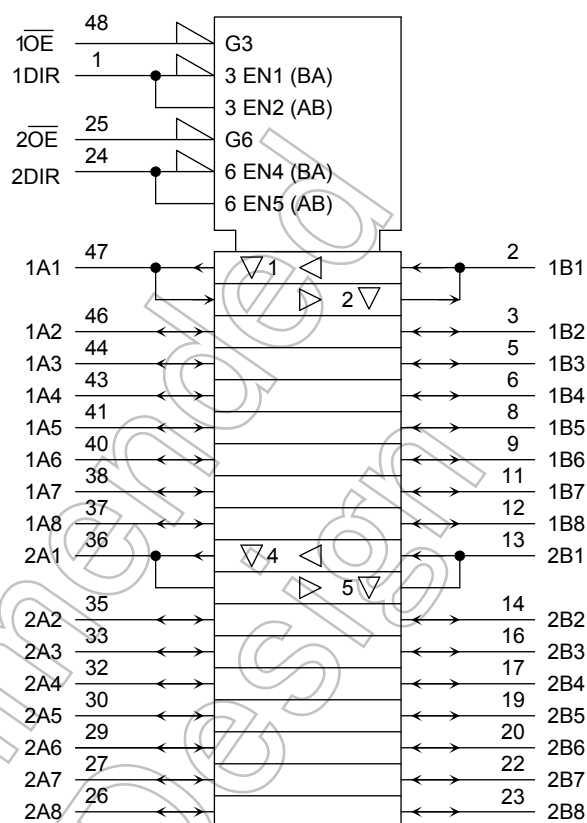 48
1OE
G3
1
1DIR
3 EN1 (BA)
3 EN2 (AB)
25
2OE
G6
24
2DIR
6 EN4 (BA)
6 EN5 (AB)
1A1 47 1 2 1B1
2
1A2 46 3 1B2
1A3 44 5 1B3
1A4 43 6 1B4
1A5 41 8 1B5
1A6 40 9 1B6
1A7 38 11 1B7
1A8 37 12 1B8
2A1 36 4 13 2B1
5
2A2 35 14 2B2
2A3 33 16 2B3
2A4 32 17 2B4
2A5 30 19 2B5
2A6 29 20 2B6
2A7 27 22 2B7
2A8 26 23 2B8
mended
Design